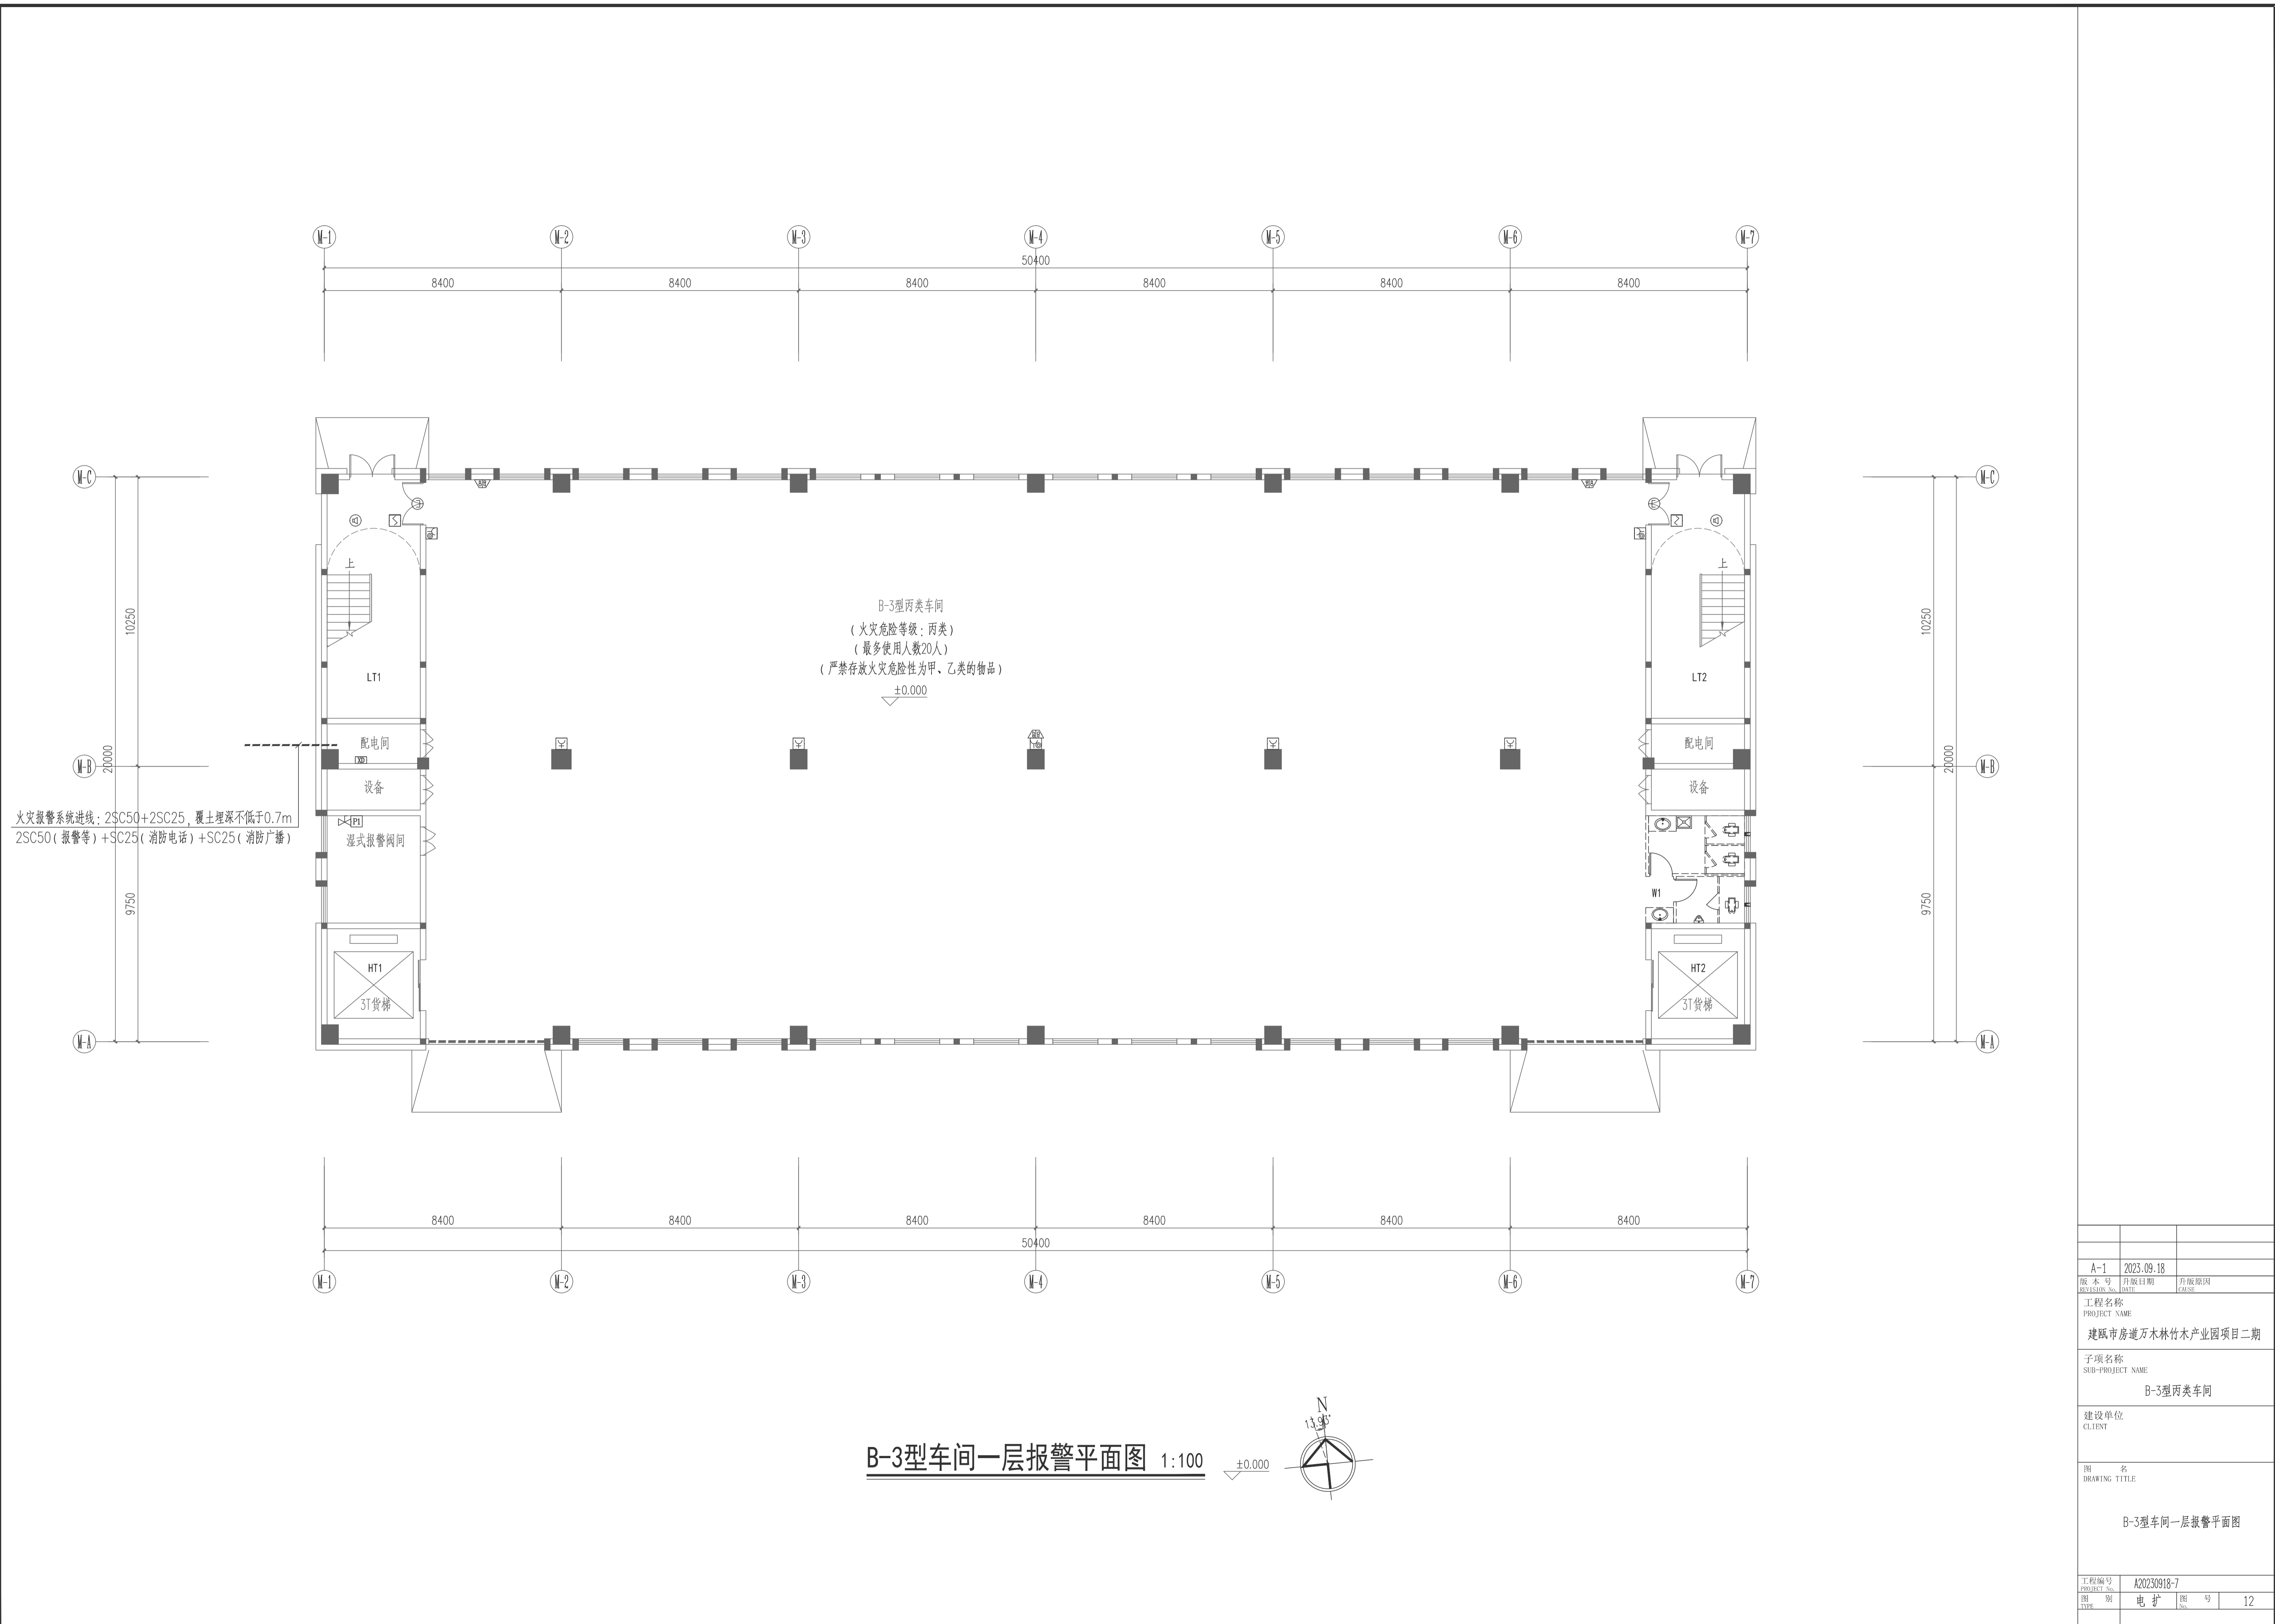 M-1 M-2 M-3 M-4 M-5 M-6 M-7
50400
8400 8400 8400 8400 8400 8400
M-C M-C
上 上
10250 10250
B-3型丙类车间
(火灾危险等级：丙类)
(最多使用人数20人)
(严禁存放火灾危险性为甲、乙类的物品)
±0.000
LT1 LT2
配电间 配电间
20000 20000
M-B M-B
设备 设备
火灾报警系统进线：2SC50+2SC25，覆土埋深不低于0.7m
2SC50(报警等)+SC25(消防电话)+SC25(消防广播)
P1
湿式报警阀间
W1
9750 9750
HT1 HT2
3T货梯 3T货梯
M-A M-A
8400 8400 8400 8400 8400 8400
50400
M-1 M-2 M-3 M-4 M-5 M-6 M-7
N
13.93°
B-3型车间一层报警平面图 1:100
±0.000
A-1 2023.09.18
版本号 升版日期 升版原因
REVISION No. DATE CAUSE
工程名称
PROJECT NAME
建瓯市房道万木林竹木产业园项目二期
子项名称
SUB-PROJECT NAME
B-3型丙类车间
建设单位
CLIENT
图 名
DRAWING TITLE
B-3型车间一层报警平面图
工程编号 A20230918-7
PROJECT No.
图 别 电 扩 图 号 12
TYPE No.